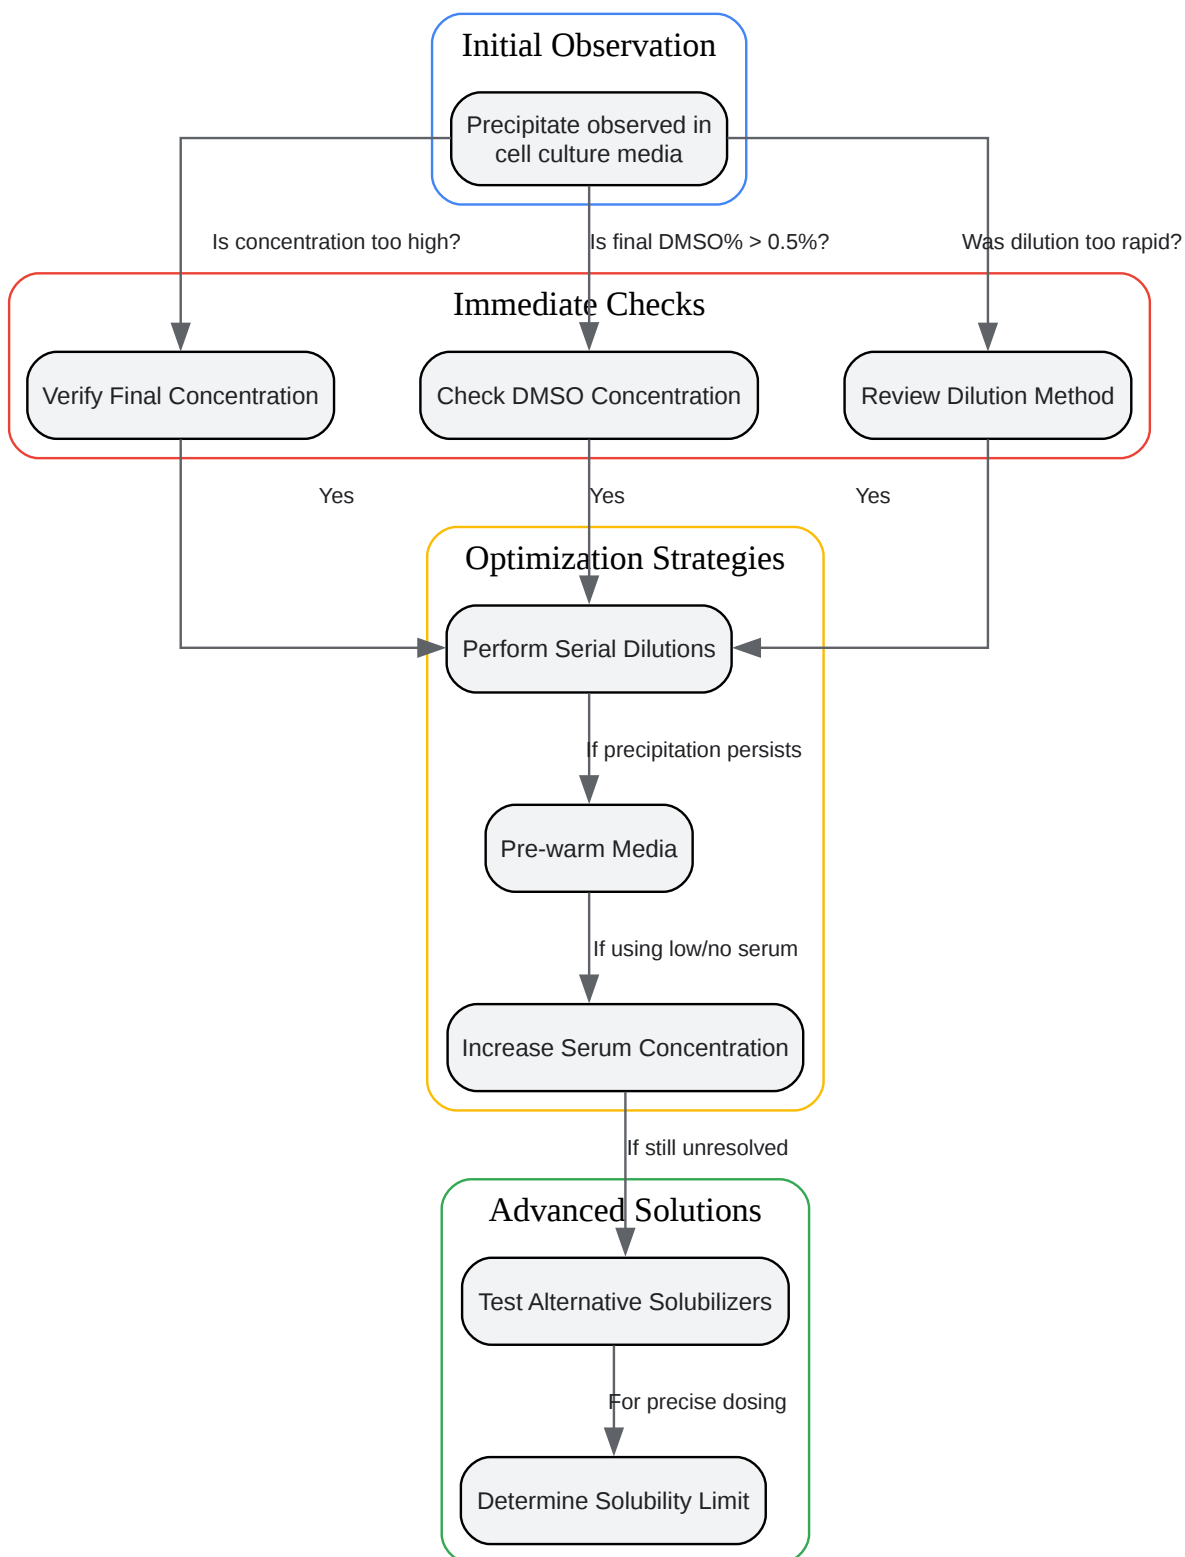 Initial Observation
Precipitate observed in
cell culture media
Is concentration too high?
Is final DMSO% > 0.5%?
Was dilution too rapid?
Immediate Checks
Verify Final Concentration
Check DMSO Concentration
Review Dilution Method
Yes
Yes
Yes
Optimization Strategies
Perform Serial Dilutions
If precipitation persists
Pre-warm Media
If using low/no serum
Increase Serum Concentration
If still unresolved
Advanced Solutions
Test Alternative Solubilizers
For precise dosing
Determine Solubility Limit